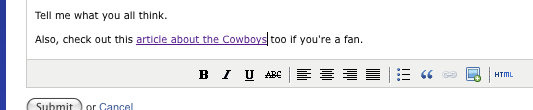 Tell me what you all think.
Also, check out this article about the Cowboys too if you're a fan.
B I U ABC HTML
Submit or Cancel